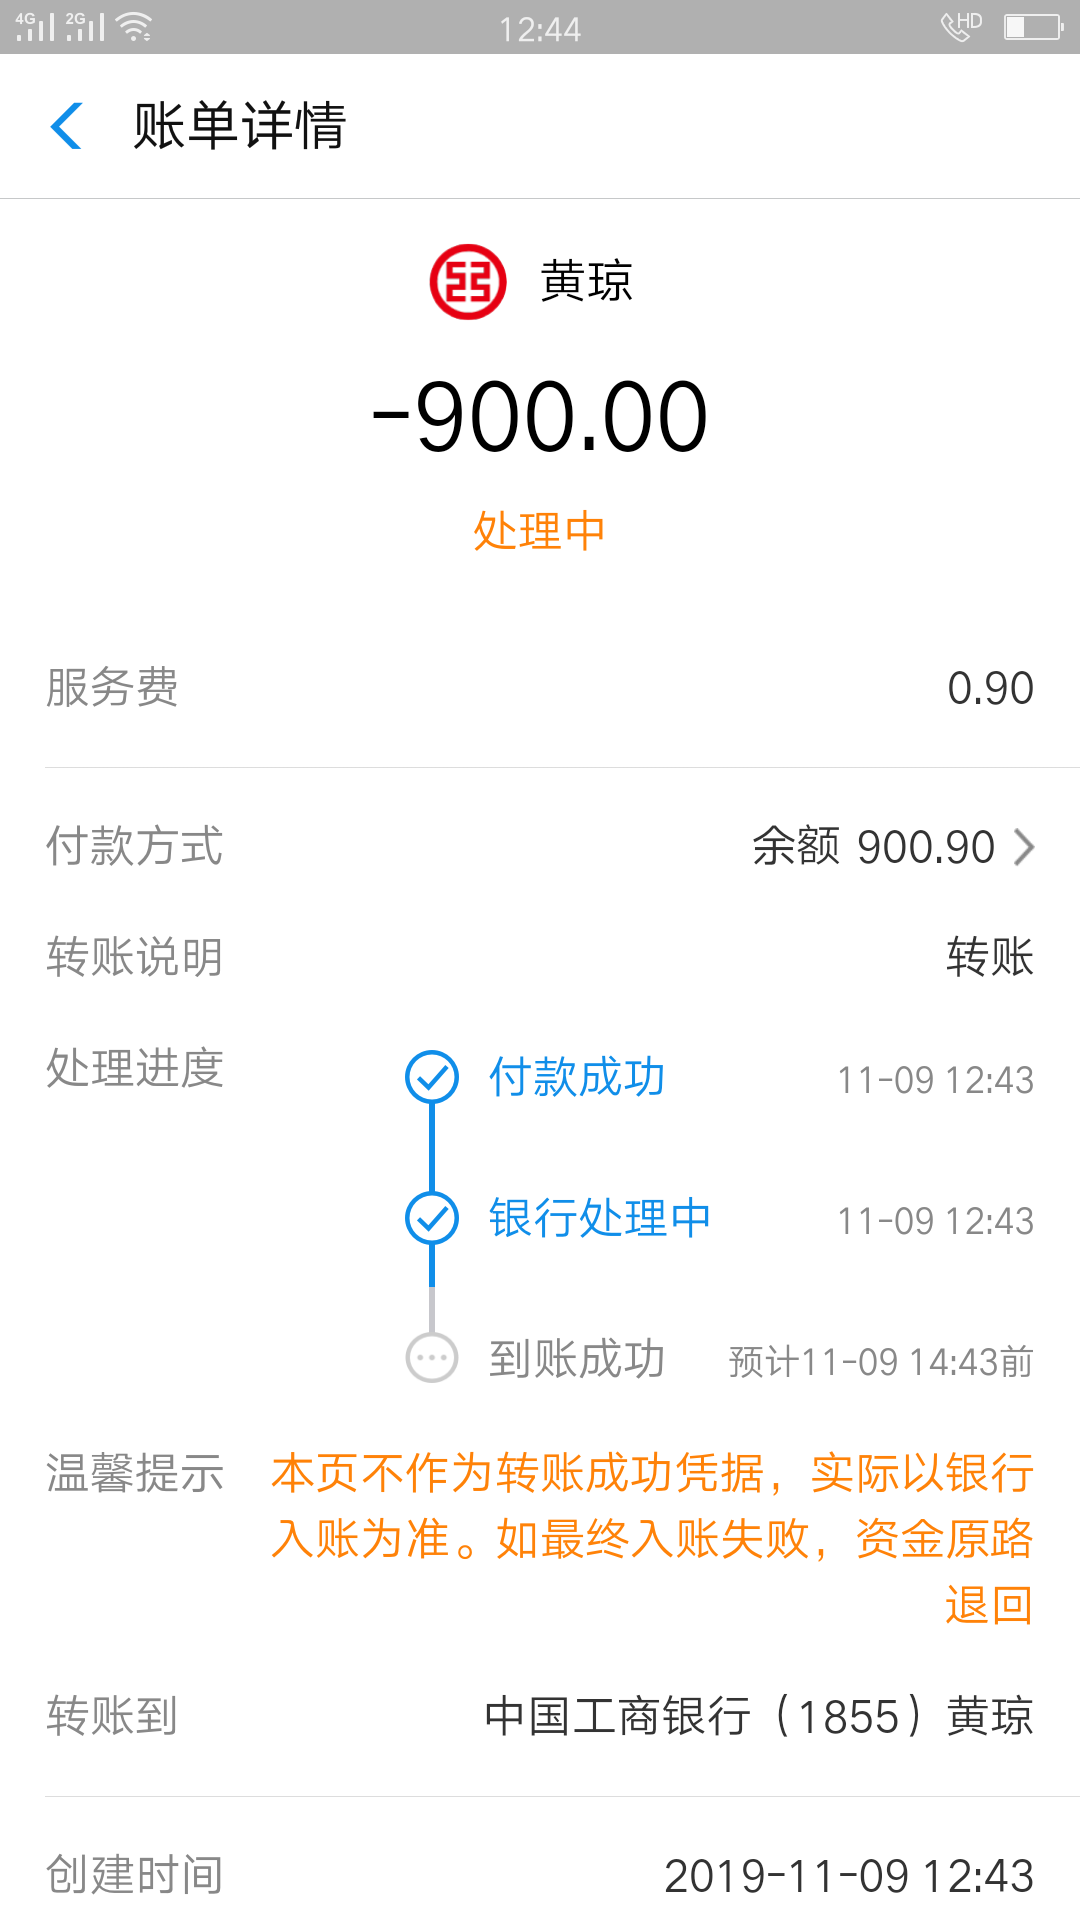 4G 2G 12:44 HD
账单详情
黄琼
-900.00
处理中
服务费 0.90
付款方式 余额 900.90
转账说明 转账
处理进度 付款成功 11-09 12:43
银行处理中 11-09 12:43
到账成功 预计11-09 14:43前
温馨提示 本页不作为转账成功凭据，实际以银行
入账为准。如最终入账失败，资金原路
退回
转账到 中国工商银行（1855）黄琼
创建时间 2019-11-09 12:43